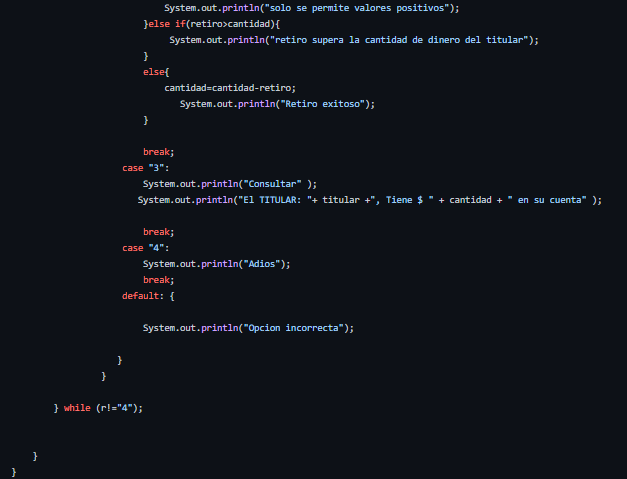 System.out.println("solo se permite valores positivos");
}else if(retiro>cantidad){
System.out.println("retiro supera la cantidad de dinero del titular");
}
else{
cantidad=cantidad-retiro;
System.out.println("Retiro exitoso");
}
break;
case "3":
System.out.println("Consultar" );
System.out.println("El TITULAR: "+ titular +", Tiene $ " + cantidad + " en su cuenta" );
break;
case "4":
System.out.println("Adios");
break;
default: {
System.out.println("Opcion incorrecta");
}
}
} while (r!="4");
}
}